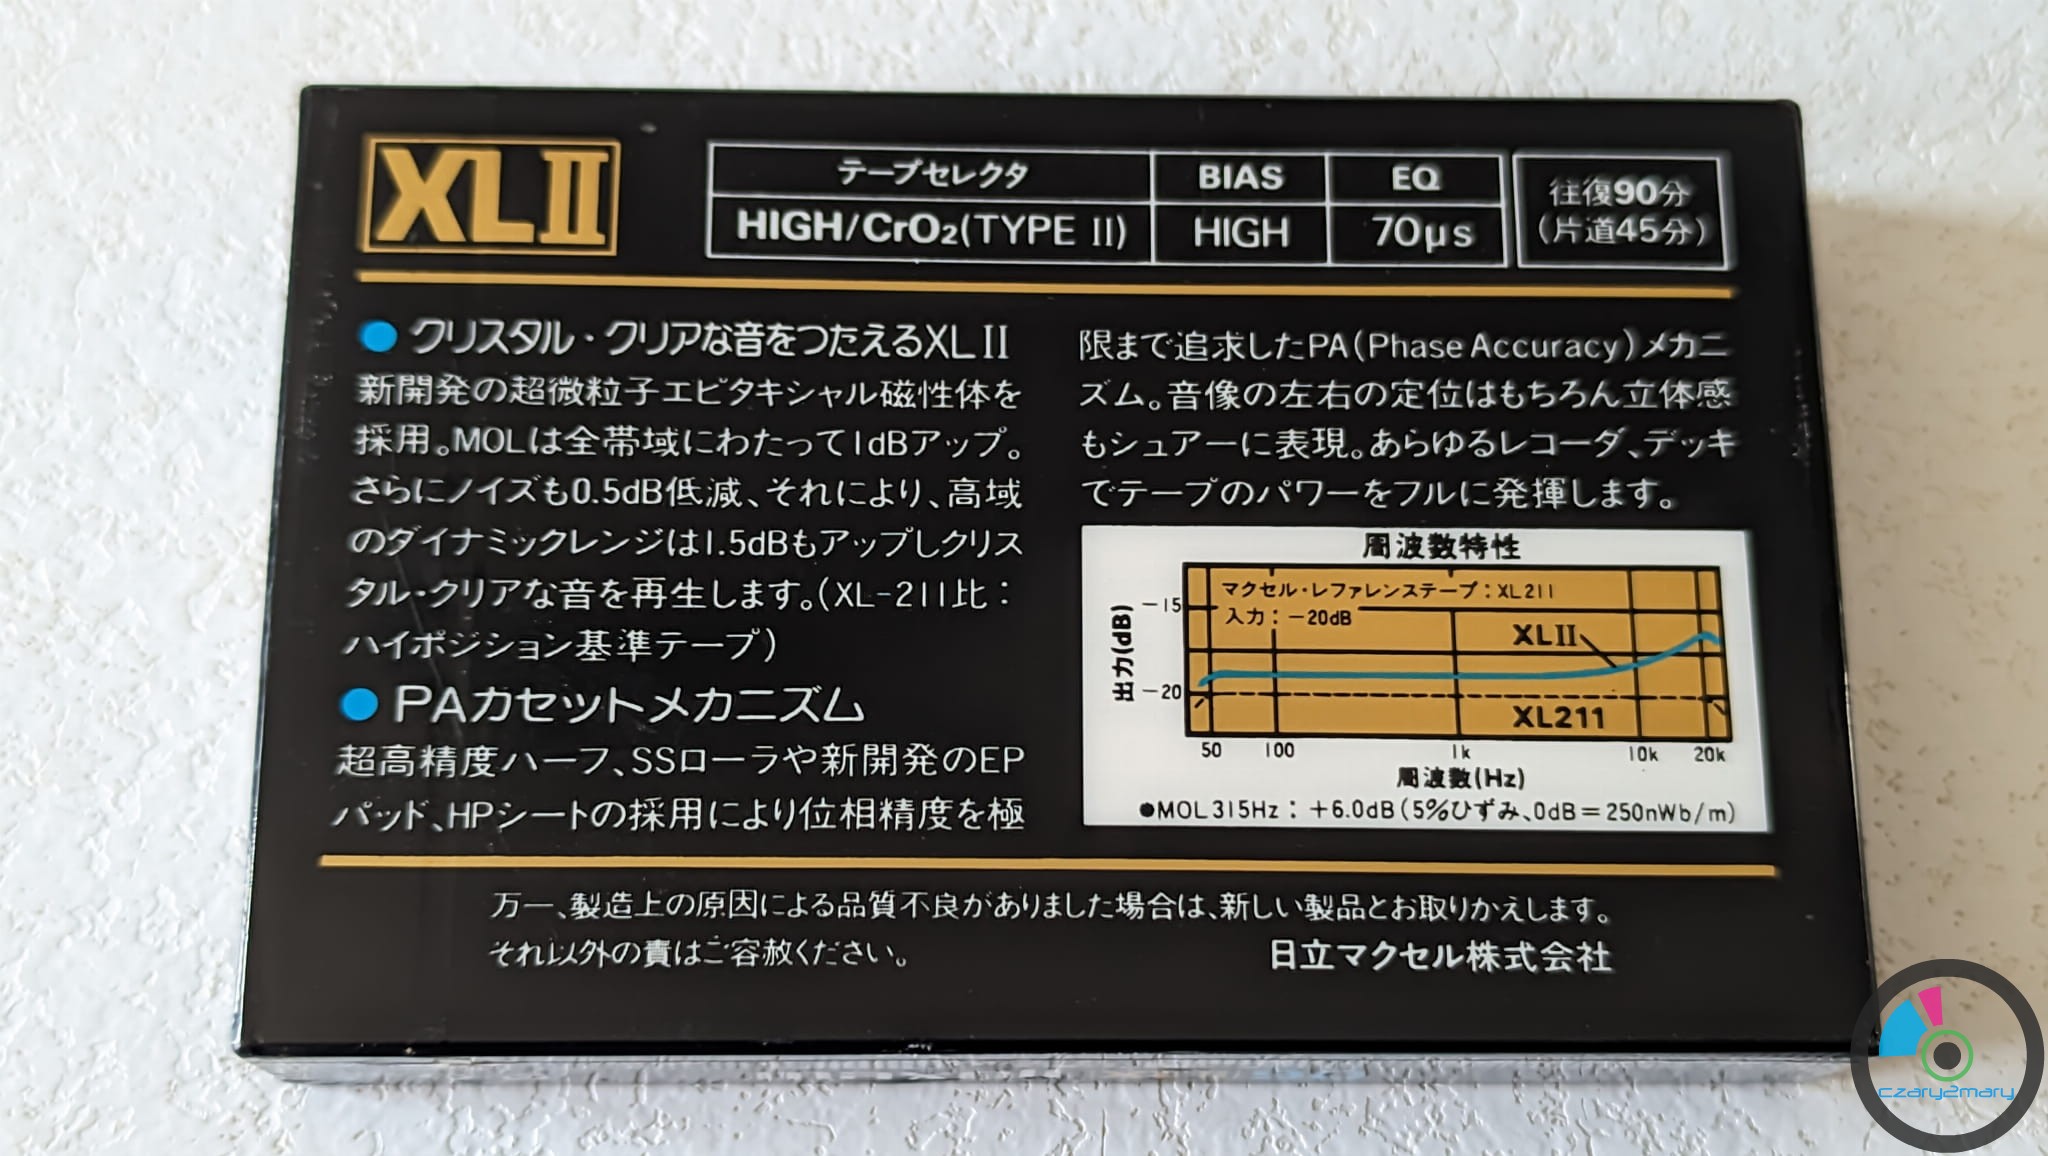 XLII
テープセレクタ BIAS EQ
HIGH/CrO2(TYPE II) HIGH 70μs
往復90分
(片道45分)
●クリスタル・クリアな音をつたえるXLII
新開発の超微粒子エピタキシャル磁性体を
採用。MOLは全帯域にわたって1dBアップ。
さらにノイズも0.5dB低減、それにより、高域
のダイナミックレンジは1.5dBもアップしクリス
タル・クリアな音を再生します。(XL-211比：
ハイポジション基準テープ)
●PAカセットメカニズム
超高精度ハーフ、SSローラや新開発のEP
パッド、HPシートの採用により位相精度を極
限まで追求したPA(Phase Accuracy)メカニ
ズム。音像の左右の定位はもちろん立体感
もシュアーに表現。あらゆるレコーダ、デッキ
でテープのパワーをフルに発揮します。
周波数特性
マクセル・レファレンステープ：XL211
入力：-20dB
出力(dB)
-15
-20
XLII
XL211
50 100 1k 10k 20k
周波数(Hz)
●MOL315Hz：+6.0dB(5%ひずみ、0dB=250nWb/m)
万一、製造上の原因による品質不良がありました場合は、新しい製品とお取りかえします。
それ以外の責はご容赦ください。 日立マクセル株式会社
czary2mary